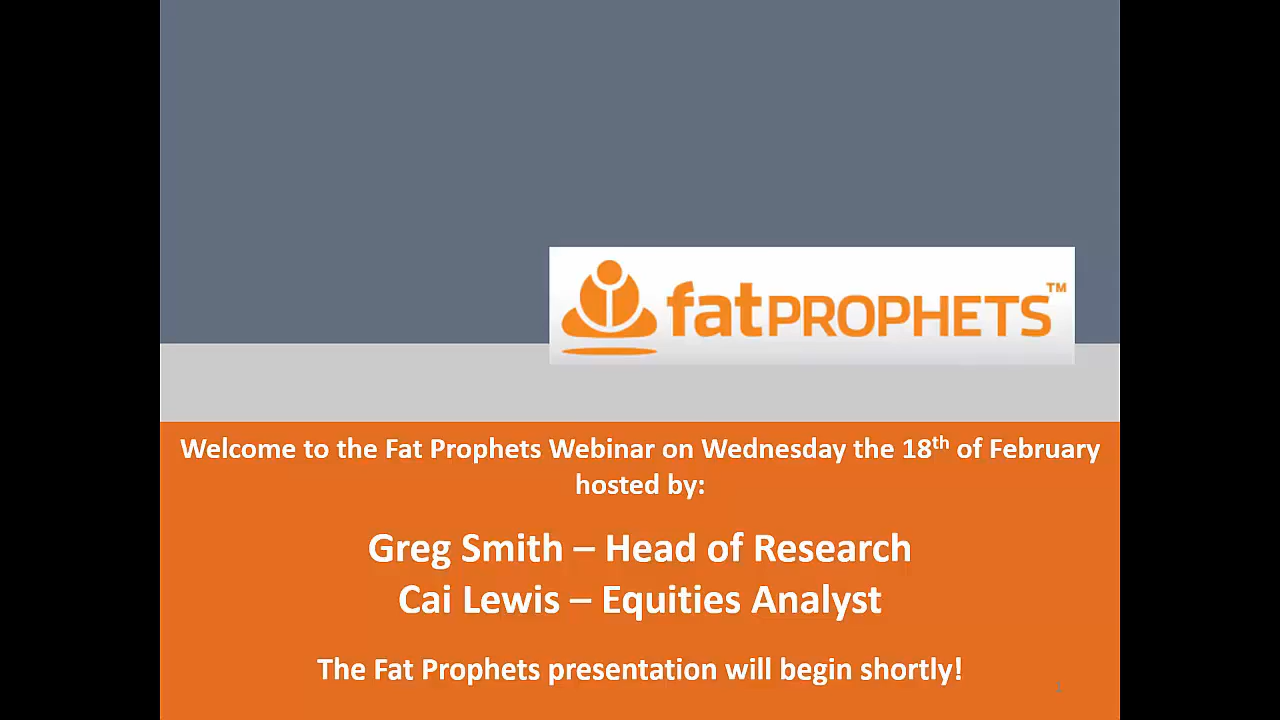 fatPROPHETS™
Welcome to the Fat Prophets Webinar on Wednesday the 18th of February
hosted by:
Greg Smith – Head of Research
Cai Lewis – Equities Analyst
The Fat Prophets presentation will begin shortly!
1